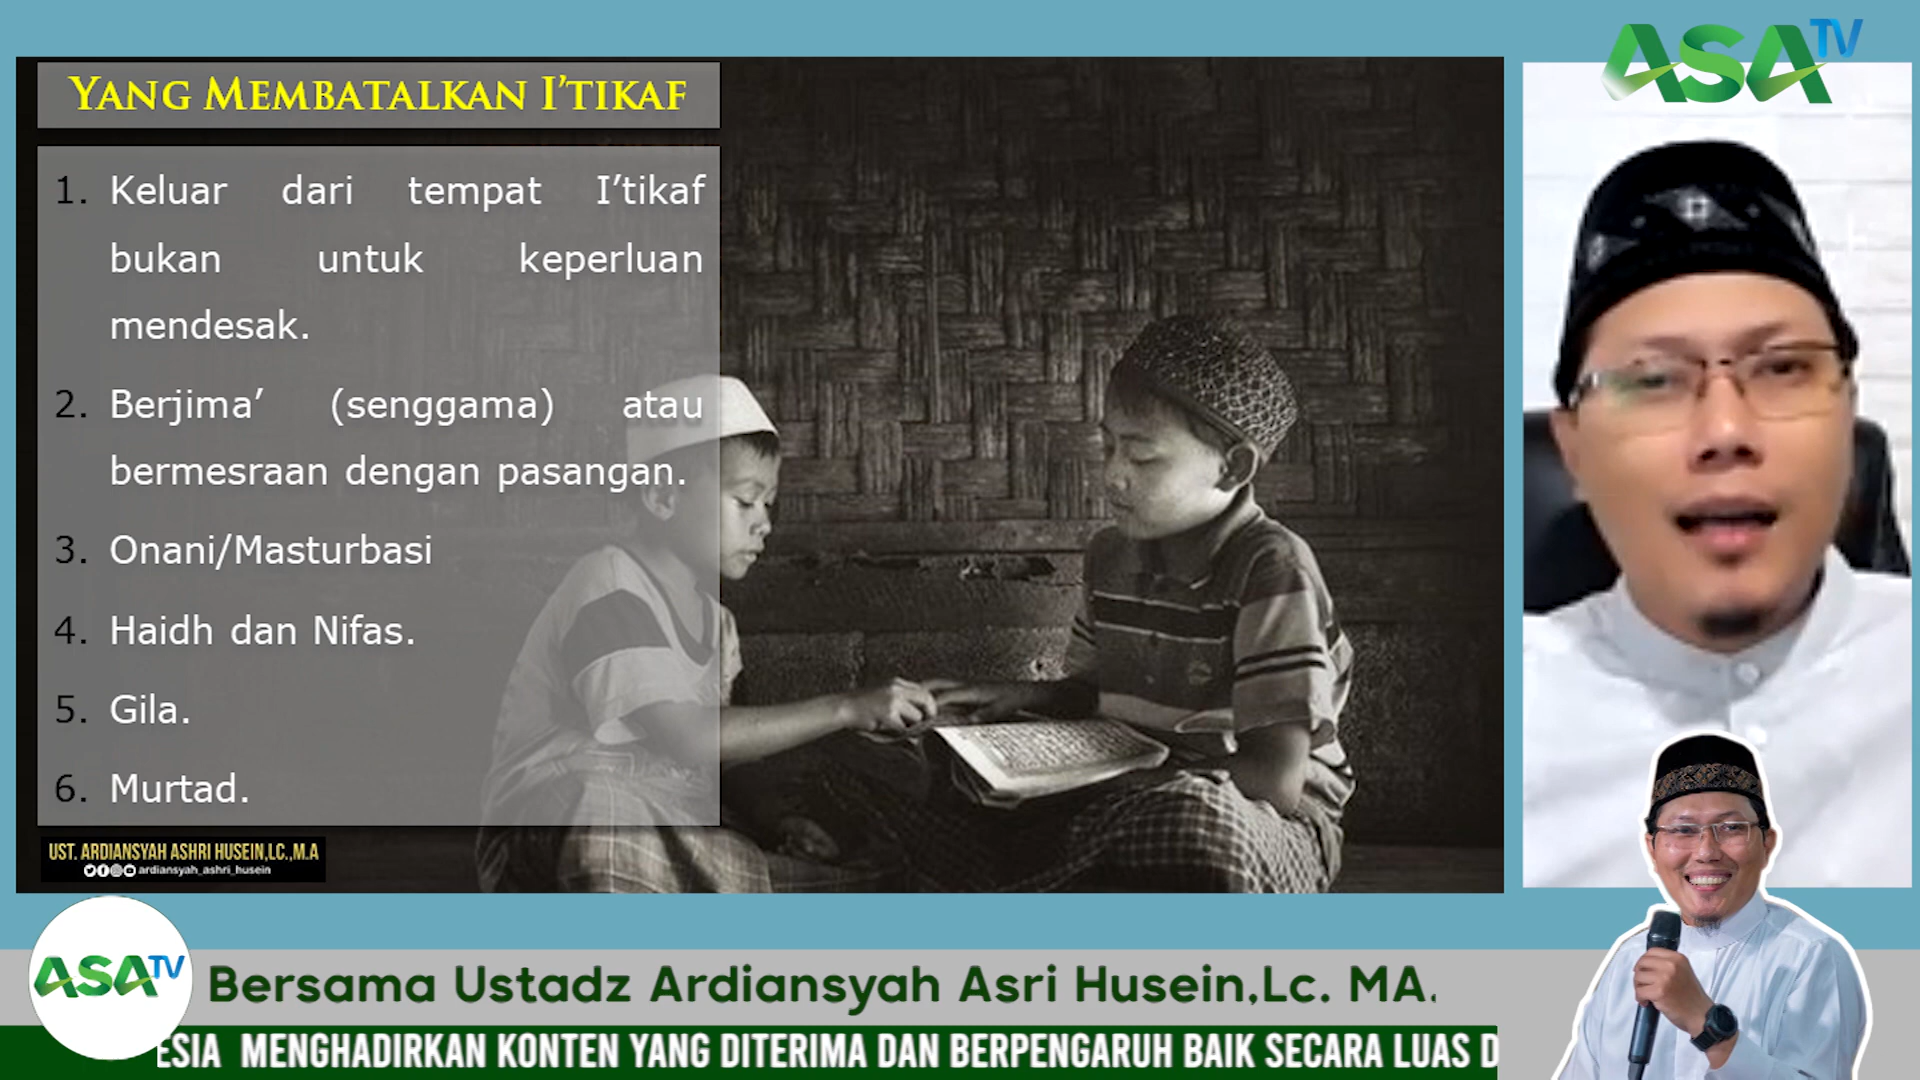 ASA TV
YANG MEMBATALKAN I'TIKAF
1. Keluar dari tempat I'tikaf
bukan untuk keperluan
mendesak.
2. Berjima' (senggama) atau
bermesraan dengan pasangan.
3. Onani/Masturbasi
4. Haidh dan Nifas.
5. Gila.
6. Murtad.
UST. ARDIANSYAH ASHRI HUSEIN,LC.,M.A
ardiansyah_ashri_husein
ASA TV
Bersama Ustadz Ardiansyah Asri Husein,Lc. MA.
ESIA MENGHADIRKAN KONTEN YANG DITERIMA DAN BERPENGARUH BAIK SECARA LUAS D